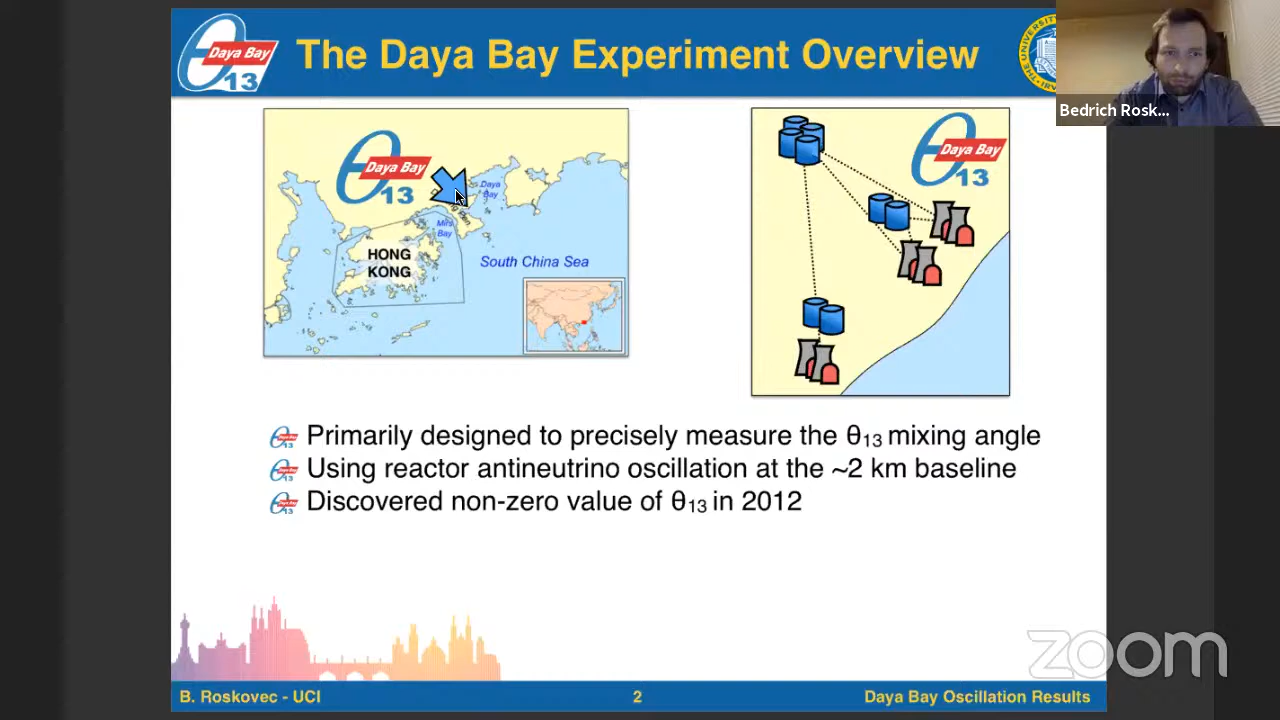 Daya Bay
13
The Daya Bay Experiment Overview
Bedrich Rosk...
Daya Bay
13
Daya
Bay
Mirs
Bay
HONG
KONG
South China Sea
Daya Bay
13
Primarily designed to precisely measure the θ13 mixing angle
Using reactor antineutrino oscillation at the ~2 km baseline
Discovered non-zero value of θ13 in 2012
zoom
B. Roskovec - UCI
2
Daya Bay Oscillation Results